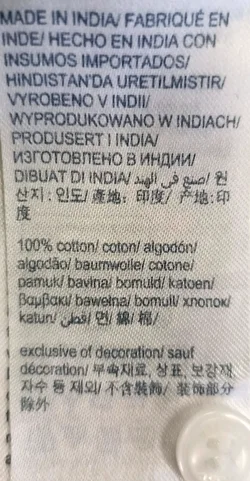 MADE IN INDIA/ FABRIQUÉ EN
INDE/ HECHO EN INDIA CON
INSUMOS IMPORTADOS/
HINDISTAN'DA URETILMISTIR/
VYROBENO V INDII/
WYPRODUKOWANO W INDIACH/
PRODUSERT I INDIA/
ИЗГОТОВЛЕНО В ИНДИИ/
DIBUAT DI INDIA/ صنع في الهند/ 원
산지: 인도/ 產地: 印度/ 产地:印
度
100% cotton/ coton/ algodón/
algodão/ baumwolle/ cotone/
pamuk/ bavlna/ bomuld/ katoen/
βαμβακι/ bawełna/ bomull/ хлопок/
katun/ قطن/ 면/ 綿/ 棉/
exclusive of decoration/ sauf
décoration/ 부속재료, 상표, 보강재
자수 등 제외/ 不含裝飾/ 装饰部分
除外